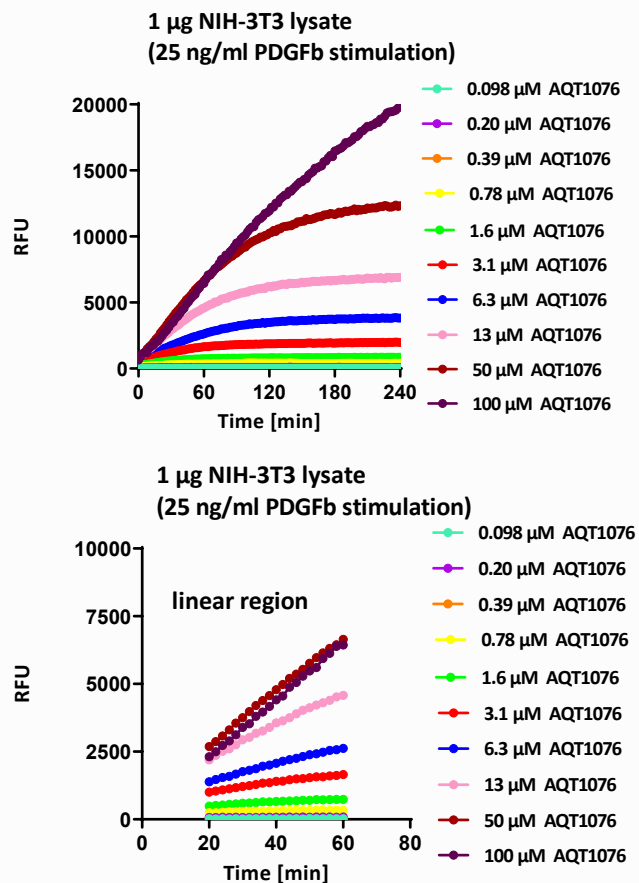 1 µg NIH-3T3 lysate
(25 ng/ml PDGFb stimulation)
20000
15000
10000
5000
0
RFU
0
60
120
180
240
Time [min]
0.098 µM AQT1076
0.20 µM AQT1076
0.39 µM AQT1076
0.78 µM AQT1076
1.6 µM AQT1076
3.1 µM AQT1076
6.3 µM AQT1076
13 µM AQT1076
50 µM AQT1076
100 µM AQT1076
1 µg NIH-3T3 lysate
(25 ng/ml PDGFb stimulation)
10000
7500
5000
2500
0
RFU
linear region
0
20
40
60
80
Time [min]
0.098 µM AQT1076
0.20 µM AQT1076
0.39 µM AQT1076
0.78 µM AQT1076
1.6 µM AQT1076
3.1 µM AQT1076
6.3 µM AQT1076
13 µM AQT1076
50 µM AQT1076
100 µM AQT1076